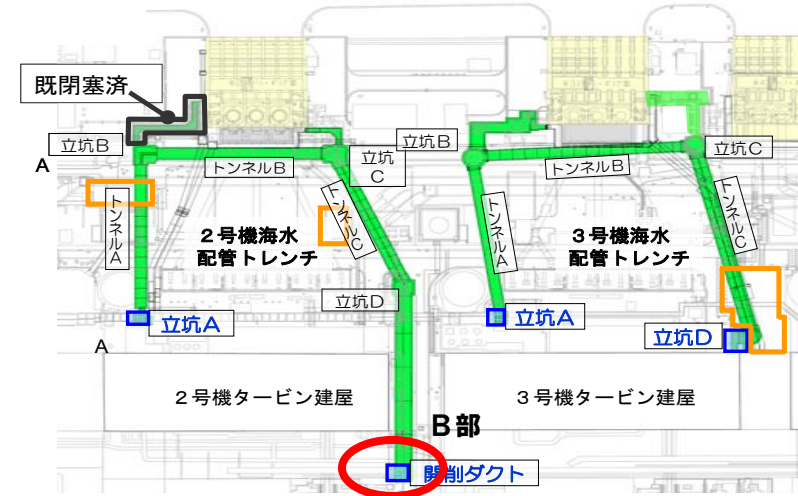 既閉塞済
立坑B
A
トンネルB
立坑
C
トンネルA
トンネルC
2号機海水
配管トレンチ
立坑D
立坑A
A
2号機タービン建屋
立坑B
トンネルB
立坑C
トンネルA
トンネルC
3号機海水
配管トレンチ
立坑A
立坑D
3号機タービン建屋
B部
開削ダクト